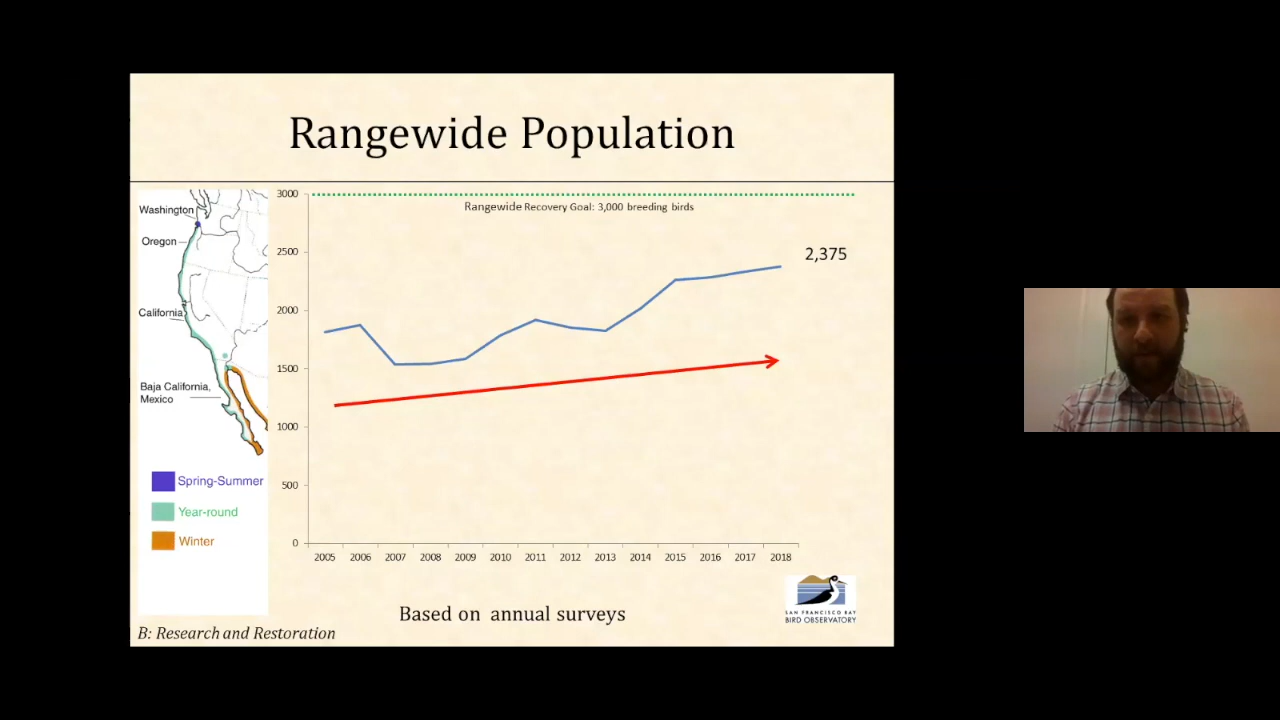 Rangewide Population
Washington
Oregon
California
Baja California,
Mexico
Spring-Summer
Year-round
Winter
3000
2500
2000
1500
1000
500
0
Rangewide Recovery Goal: 3,000 breeding birds
2,375
2005 2006 2007 2008 2009 2010 2011 2012 2013 2014 2015 2016 2017 2018
Based on annual surveys
SAN FRANCISCO BAY
BIRD OBSERVATORY
B: Research and Restoration